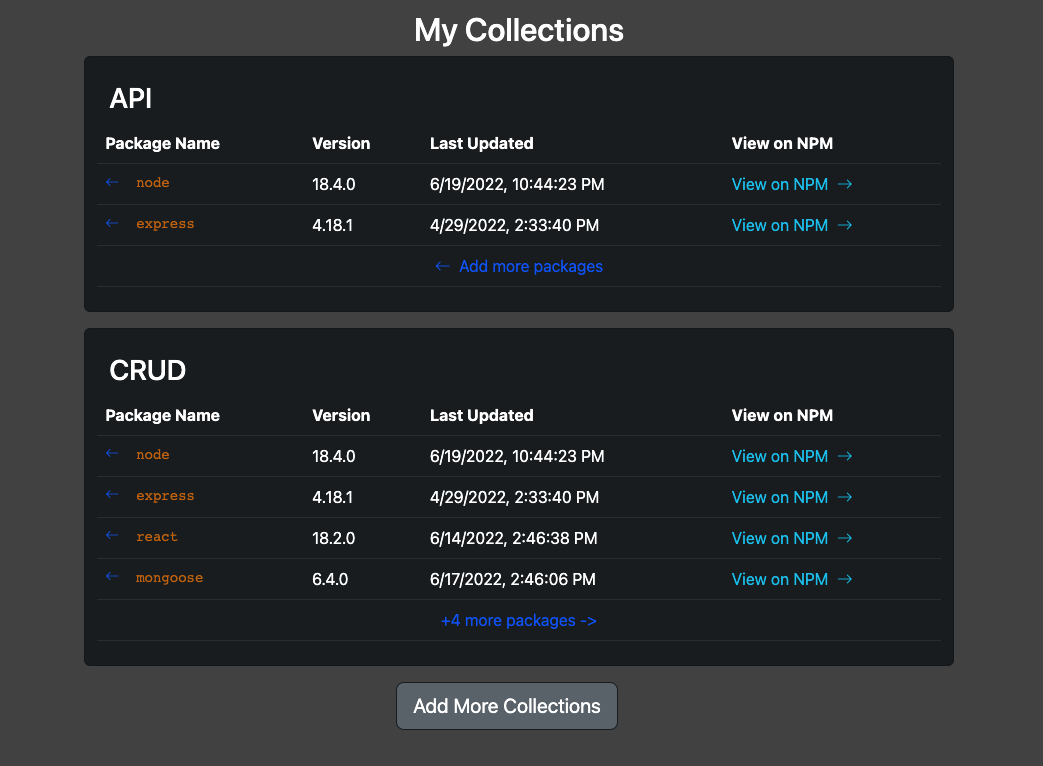 My Collections
API
Package Name Version Last Updated View on NPM
← node 18.4.0 6/19/2022, 10:44:23 PM View on NPM →
← express 4.18.1 4/29/2022, 2:33:40 PM View on NPM →
← Add more packages
CRUD
Package Name Version Last Updated View on NPM
← node 18.4.0 6/19/2022, 10:44:23 PM View on NPM →
← express 4.18.1 4/29/2022, 2:33:40 PM View on NPM →
← react 18.2.0 6/14/2022, 2:46:38 PM View on NPM →
← mongoose 6.4.0 6/17/2022, 2:46:06 PM View on NPM →
+4 more packages ->
Add More Collections